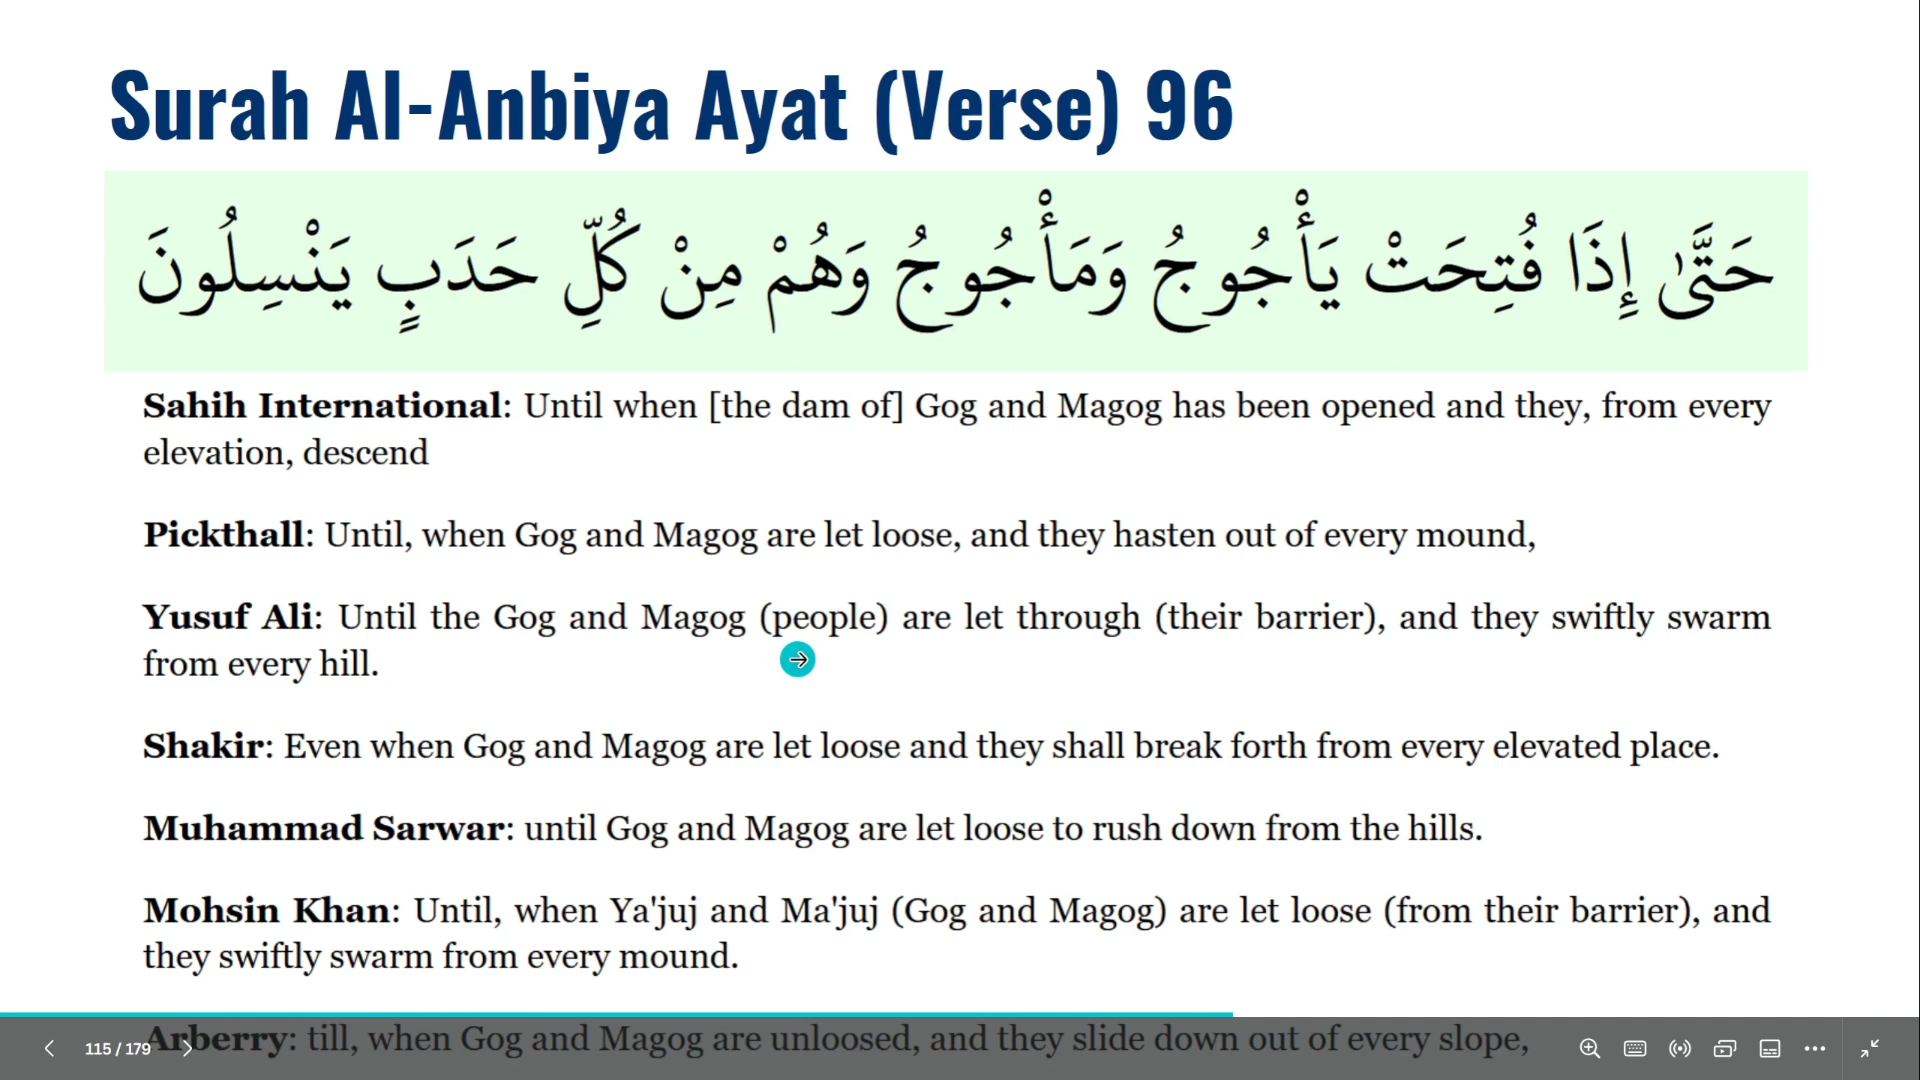 Surah Al-Anbiya Ayat (Verse) 96
حَتَّىٰ إِذَا فُتِحَتْ يَأْجُوجُ وَمَأْجُوجُ وَهُمْ مِنْ كُلِّ حَدَبٍ يَنْسِلُونَ
Sahih International: Until when [the dam of] Gog and Magog has been opened and they, from every
elevation, descend
Pickthall: Until, when Gog and Magog are let loose, and they hasten out of every mound,
Yusuf Ali: Until the Gog and Magog (people) are let through (their barrier), and they swiftly swarm
from every hill.
Shakir: Even when Gog and Magog are let loose and they shall break forth from every elevated place.
Muhammad Sarwar: until Gog and Magog are let loose to rush down from the hills.
Mohsin Khan: Until, when Ya'juj and Ma'juj (Gog and Magog) are let loose (from their barrier), and
they swiftly swarm from every mound.
Arberry: till, when Gog and Magog are unloosed, and they slide down out of every slope,
115 / 179